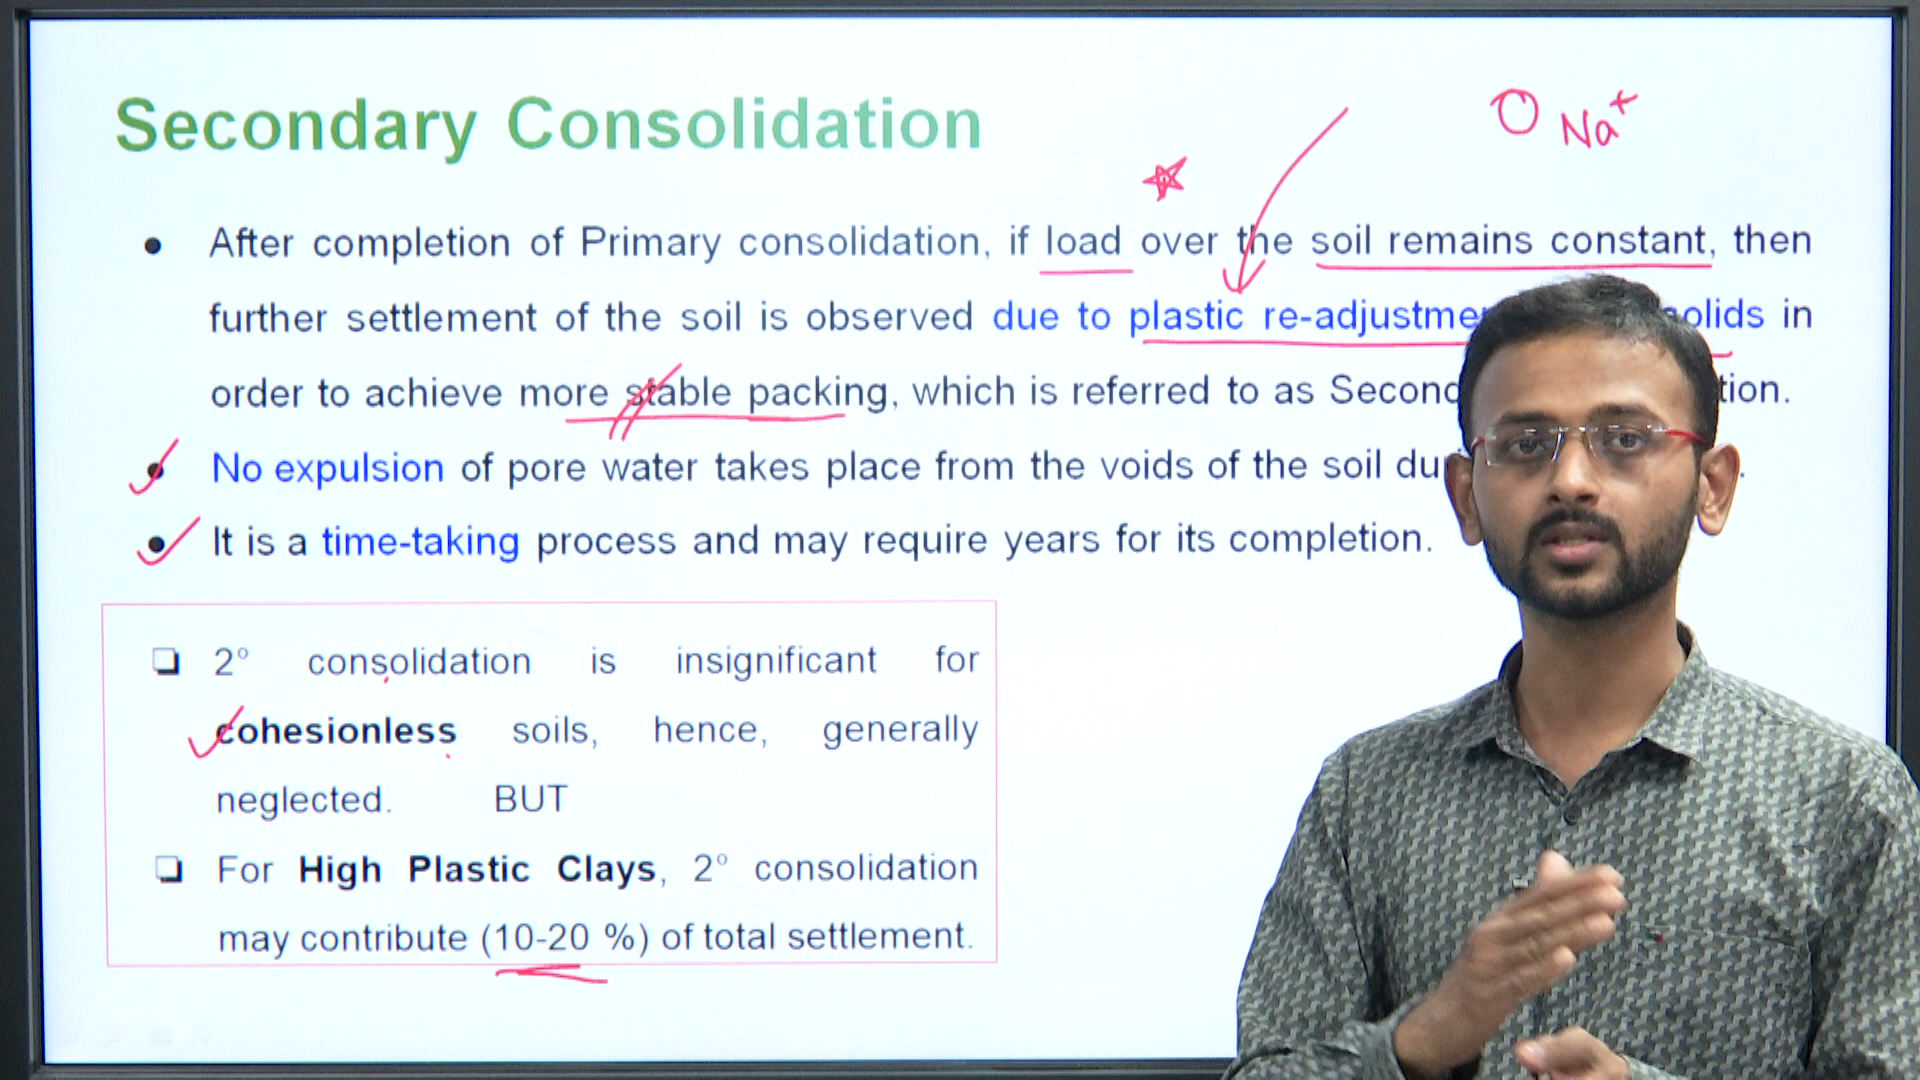 Secondary Consolidation
O Na+
• After completion of Primary consolidation, if load over the soil remains constant, then
further settlement of the soil is observed due to plastic re-adjustme olids in
order to achieve more stable packing, which is referred to as Second tion.
• No expulsion of pore water takes place from the voids of the soil du .
• It is a time-taking process and may require years for its completion.
❑ 2° consolidation is insignificant for
cohesionless soils, hence, generally
neglected. BUT
❑ For High Plastic Clays, 2° consolidation
may contribute (10-20 %) of total settlement.